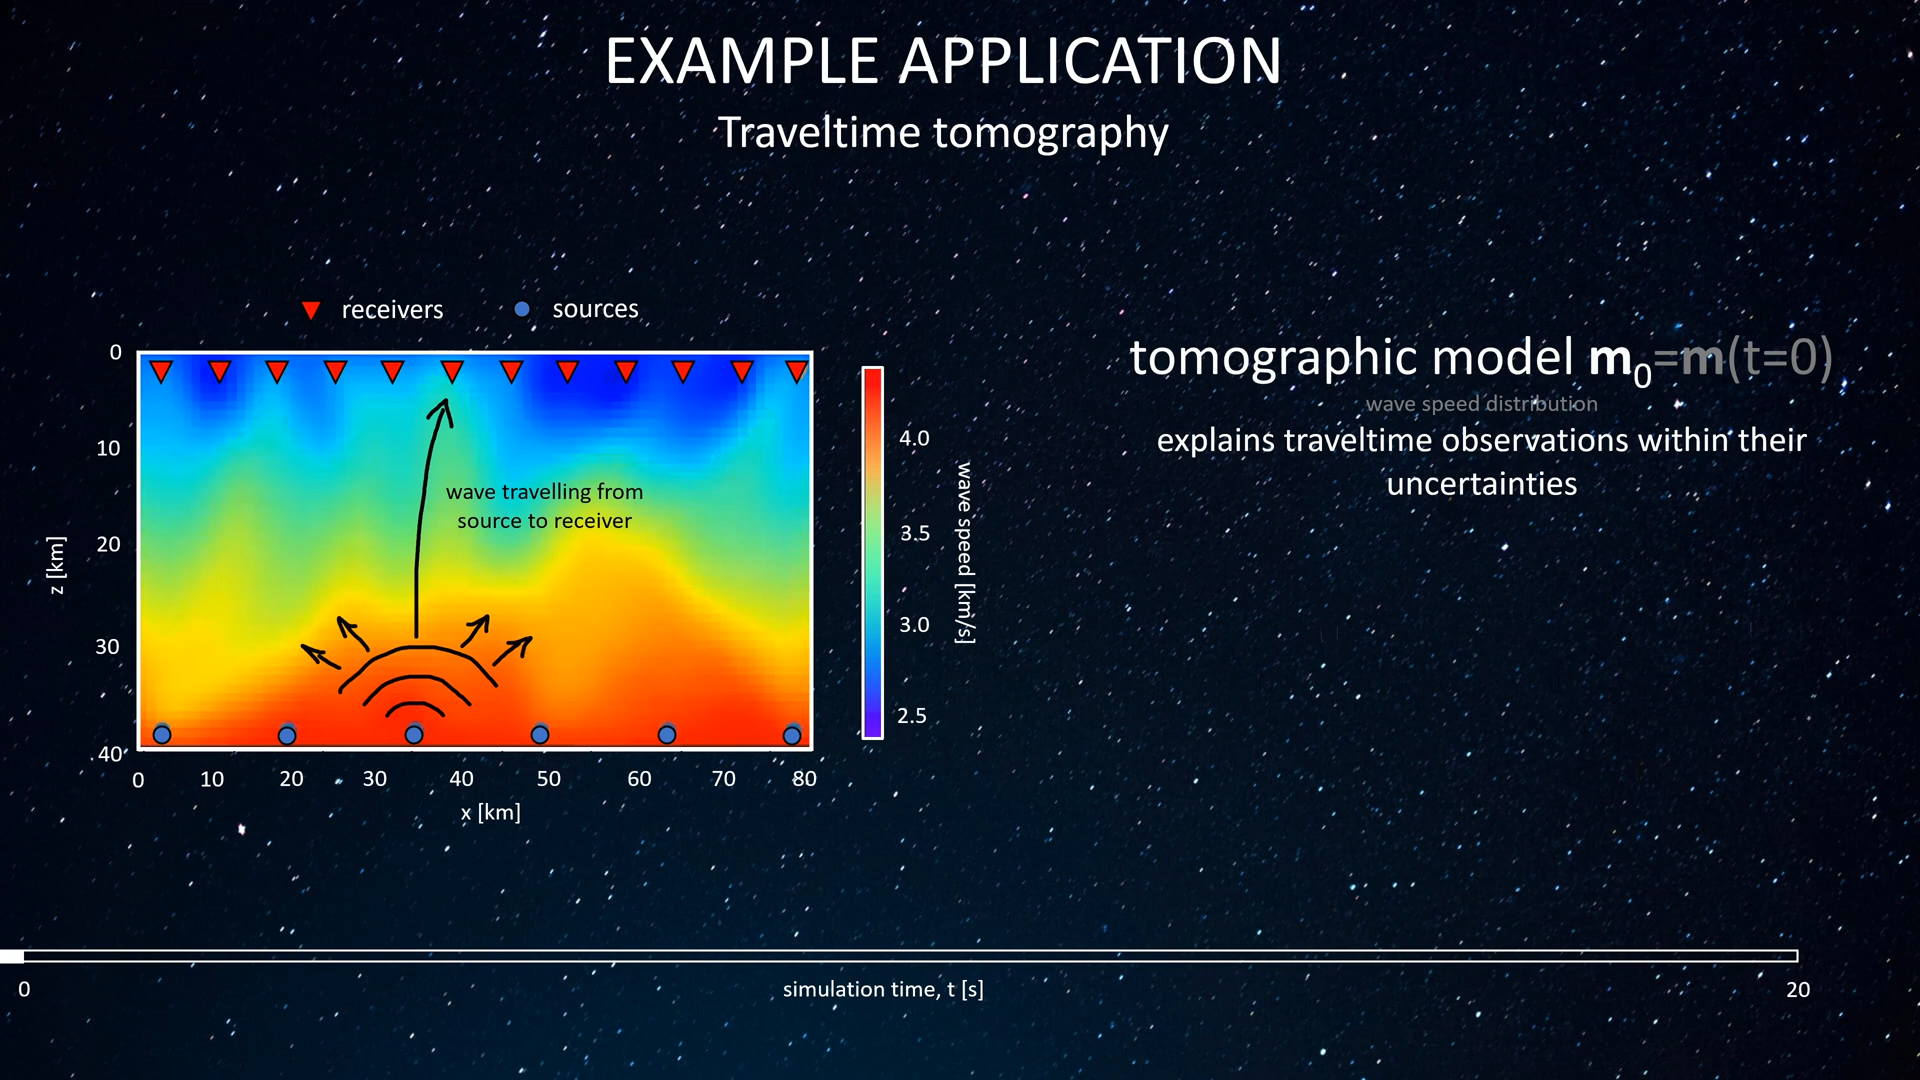 EXAMPLE APPLICATION
Traveltime tomography
receivers
sources
0
10
20
30
40
z [km]
wave travelling from
source to receiver
0 10 20 30 40 50 60 70 80
x [km]
4.0
3.5
3.0
2.5
wave speed [km/s]
tomographic model m0=m(t=0)
wave speed distribution
explains traveltime observations within their
uncertainties
0
simulation time, t [s]
20